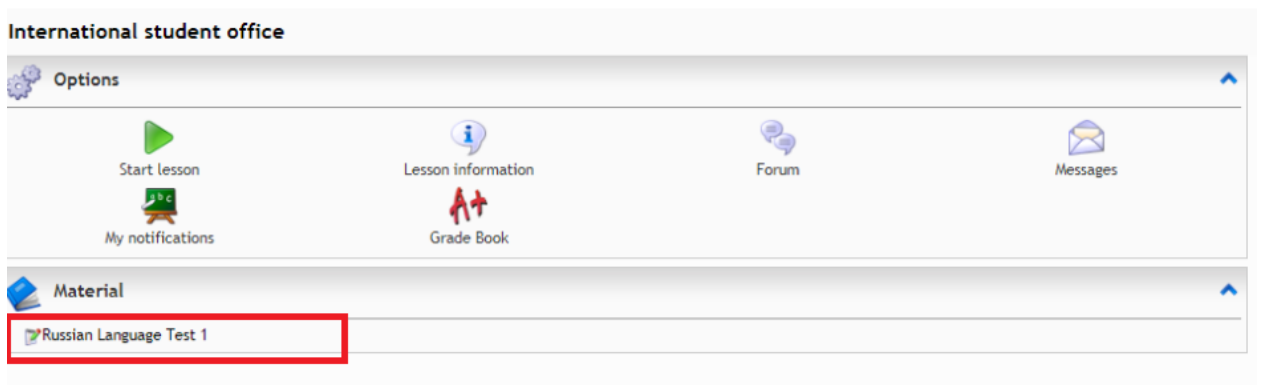 International student office
Options
Start lesson
Lesson information
Forum
Messages
abc
My notifications
A+
Grade Book
Material
Russian Language Test 1